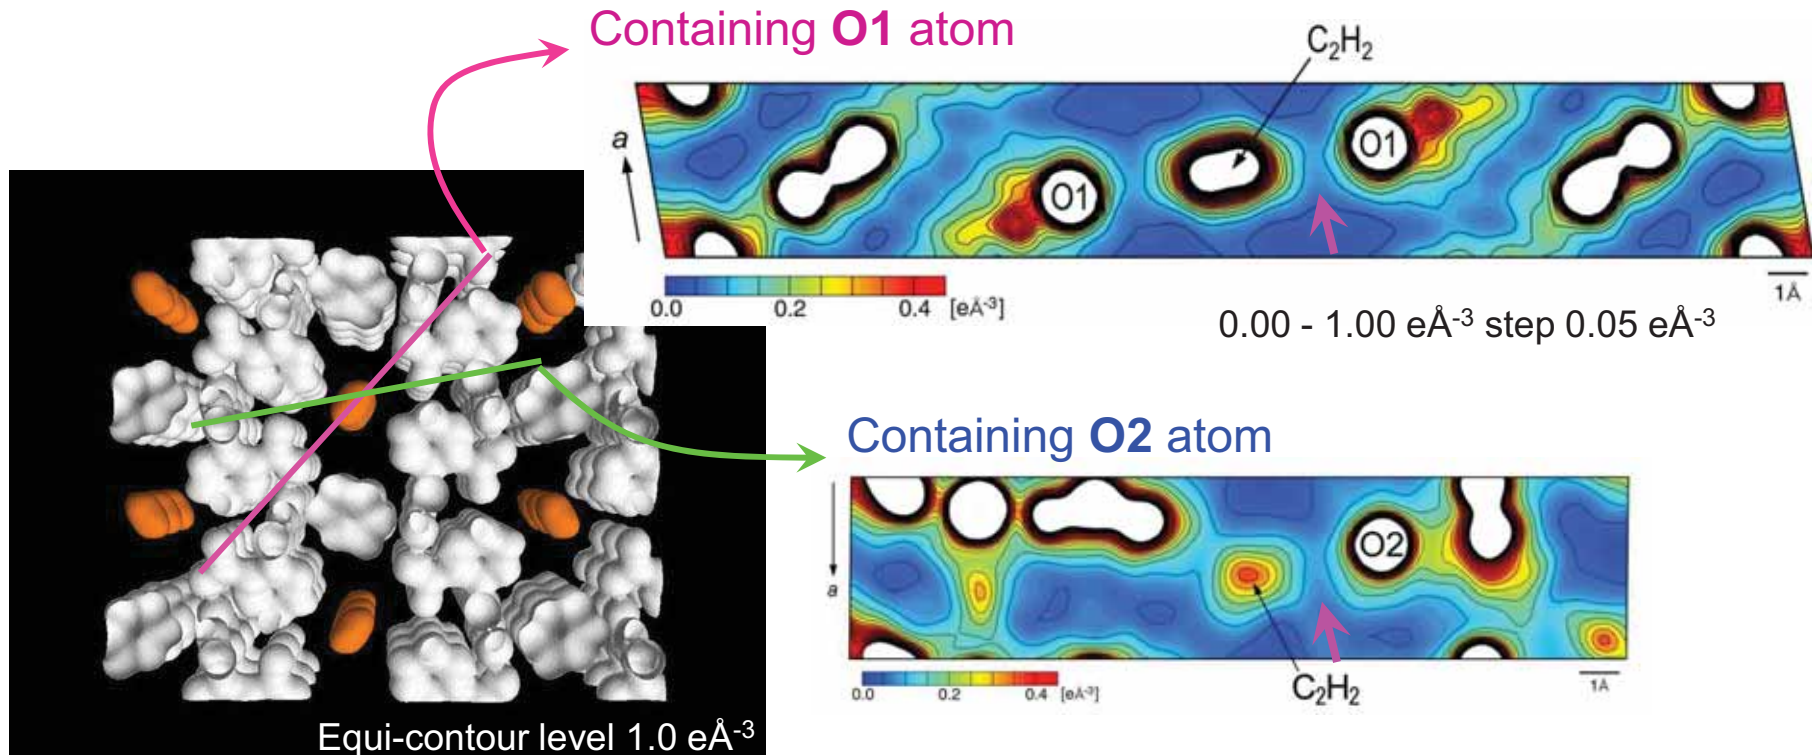 Containing O1 atom
C₂H₂
a
O1
O1
0.0 0.2 0.4 [eÅ⁻³]
1Å
0.00 - 1.00 eÅ⁻³ step 0.05 eÅ⁻³
Containing O2 atom
a
O2
0.0 0.2 0.4 [eÅ⁻³]
C₂H₂
1Å
Equi-contour level 1.0 eÅ⁻³